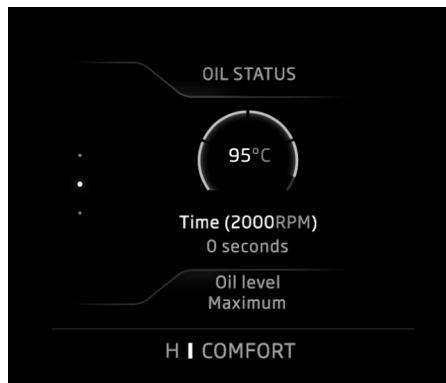 OIL STATUS
95°C
Time (2000RPM)
0 seconds
Oil level
Maximum
H COMFORT